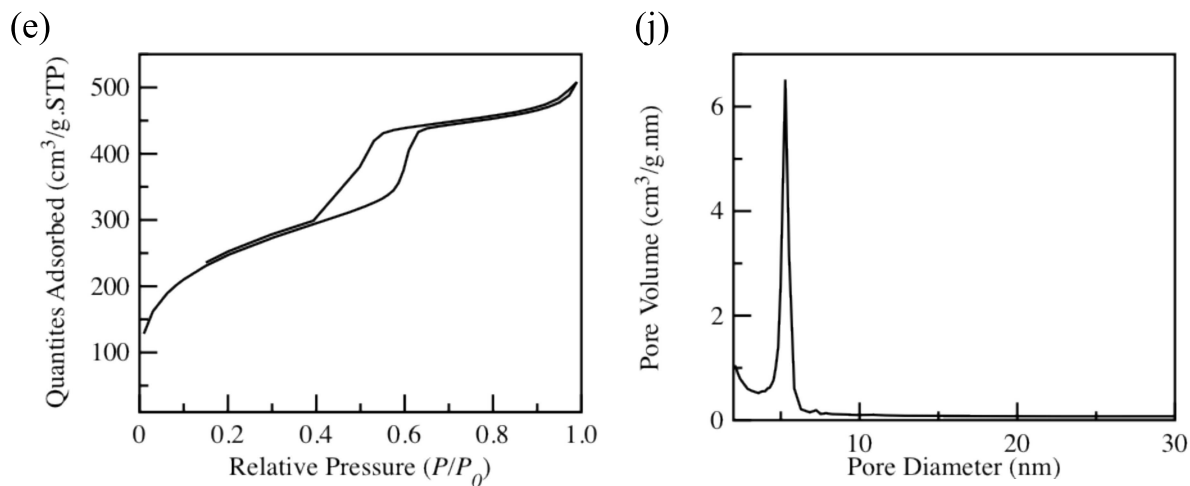 (e)
Quantites Adsorbed (cm³/g.STP)
500
400
300
200
100
0 0.2 0.4 0.6 0.8 1.0
Relative Pressure (P/P₀)
(j)
Pore Volume (cm³/g.nm)
6
4
2
0
10 20 30
Pore Diameter (nm)